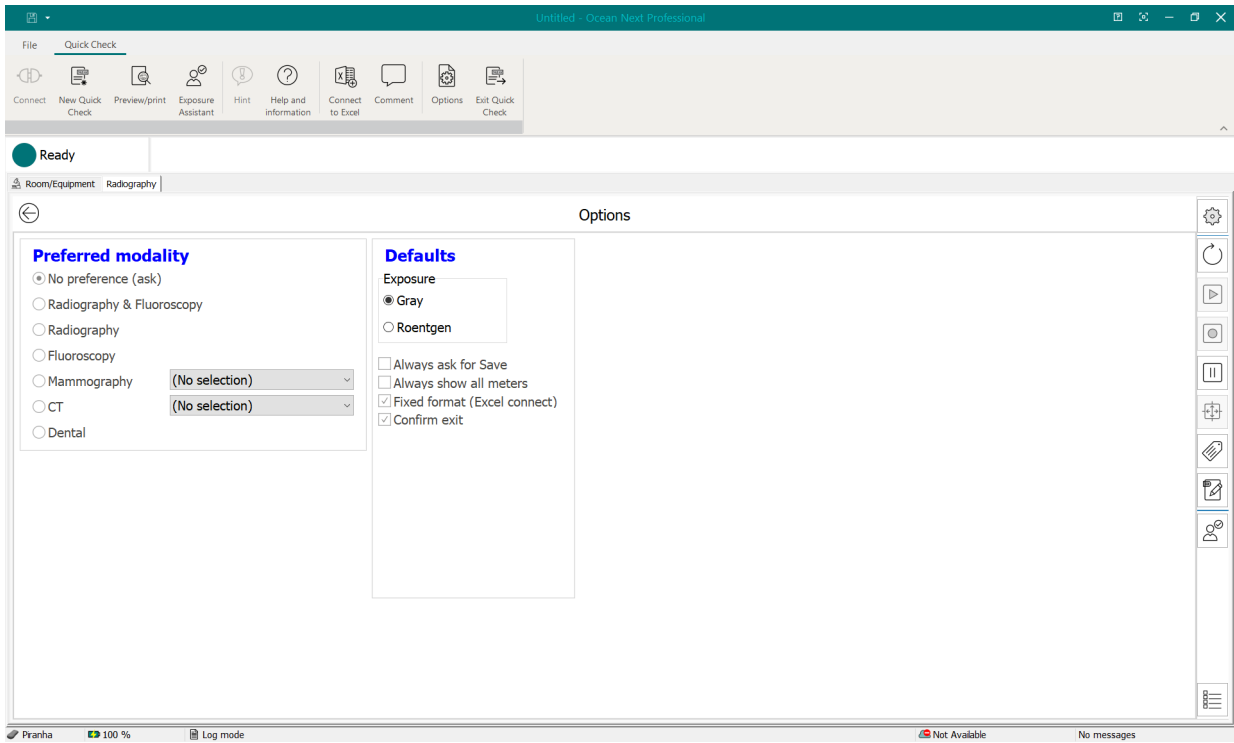 Untitled - Ocean Next Professional
File Quick Check
Connect New Quick Check Preview/print Exposure Assistant Hint Help and information Connect to Excel Comment Options Exit Quick Check
Ready
Room/Equipment Radiography
Options
Preferred modality
No preference (ask)
Radiography & Fluoroscopy
Radiography
Fluoroscopy
Mammography (No selection)
CT (No selection)
Dental
Defaults
Exposure
Gray
Roentgen
Always ask for Save
Always show all meters
Fixed format (Excel connect)
Confirm exit
Piranha 100 % Log mode Not Available No messages